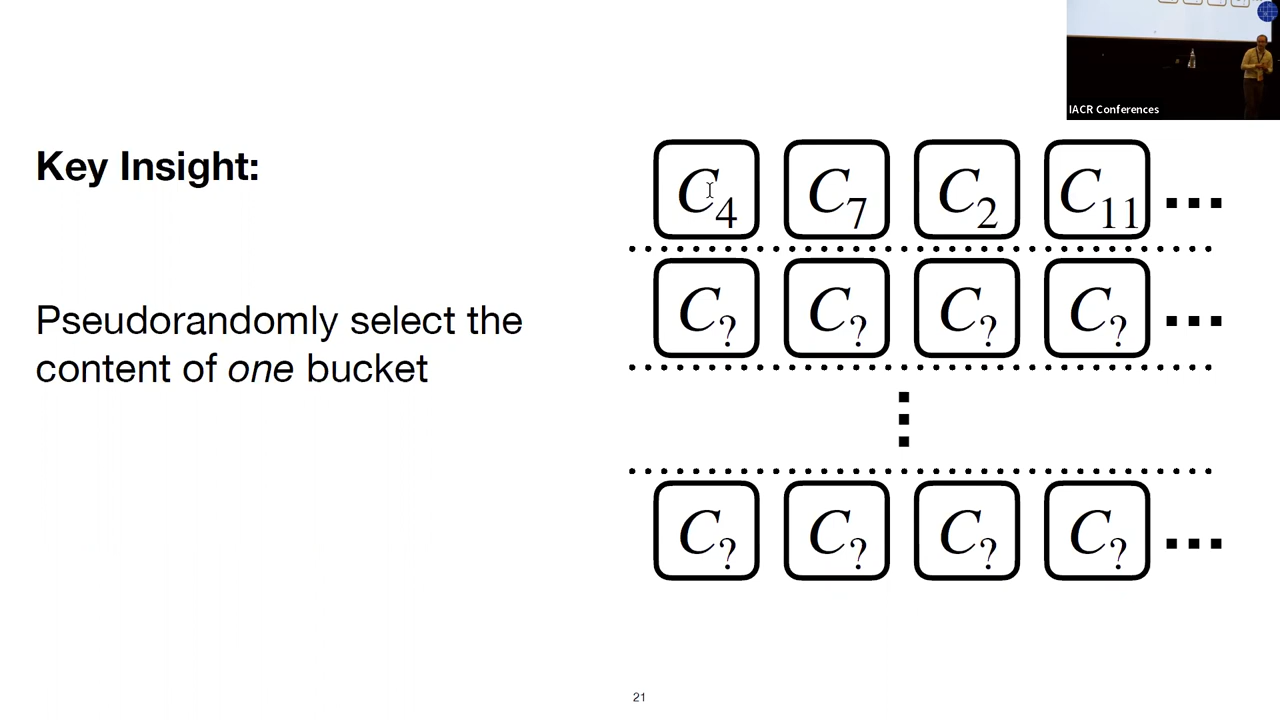 IACR Conferences
Key Insight:
Pseudorandomly select the
content of one bucket
C4 C7 C2 C11 ...
C? C? C? C? ...
⋮
C? C? C? C? ...
21